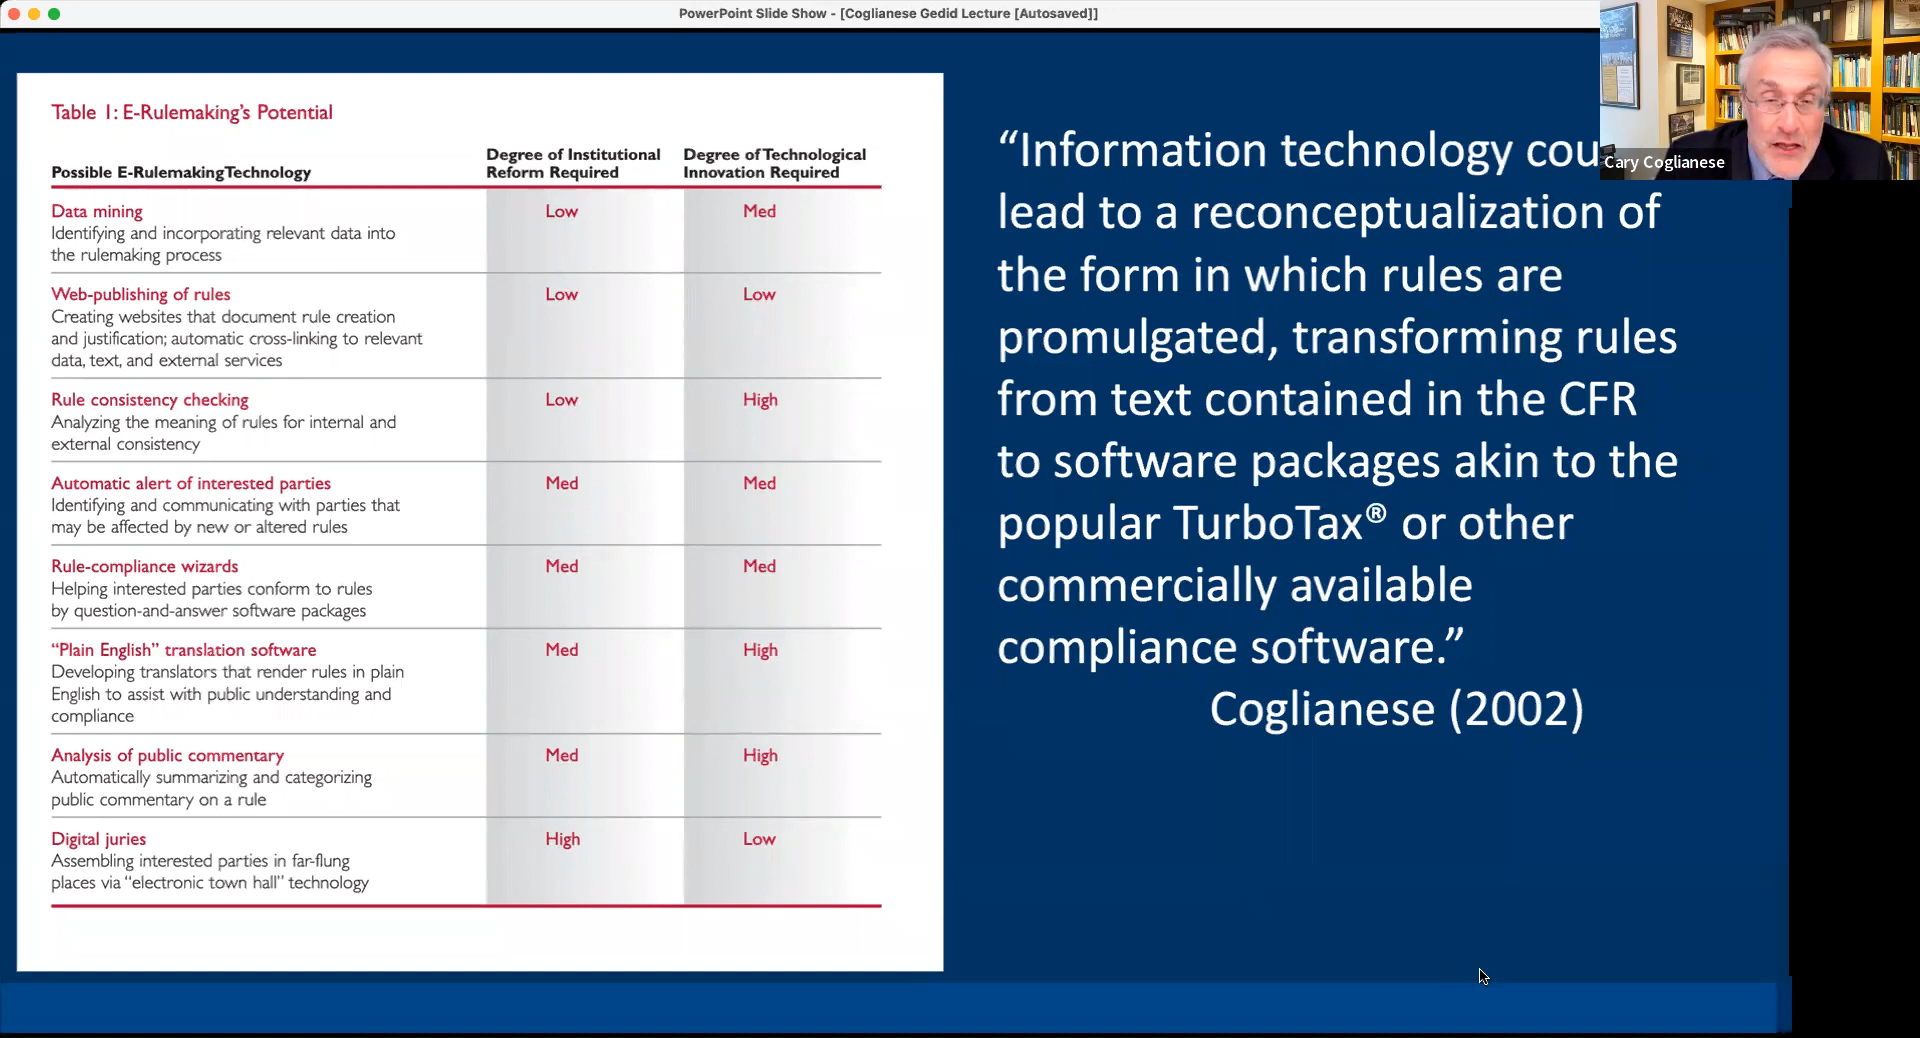 PowerPoint Slide Show - [Coglianese Gedid Lecture [Autosaved]]
Table 1: E-Rulemaking's Potential
Possible E-RulemakingTechnology
Degree of Institutional
Reform Required
Degree of Technological
Innovation Required
Data mining
Low
Med
Identifying and incorporating relevant data into
the rulemaking process
Web-publishing of rules
Low
Low
Creating websites that document rule creation
and justification; automatic cross-linking to relevant
data, text, and external services
Rule consistency checking
Low
High
Analyzing the meaning of rules for internal and
external consistency
Automatic alert of interested parties
Med
Med
Identifying and communicating with parties that
may be affected by new or altered rules
Rule-compliance wizards
Med
Med
Helping interested parties conform to rules
by question-and-answer software packages
“Plain English” translation software
Med
High
Developing translators that render rules in plain
English to assist with public understanding and
compliance
Analysis of public commentary
Med
High
Automatically summarizing and categorizing
public commentary on a rule
Digital juries
High
Low
Assembling interested parties in far-flung
places via “electronic town hall” technology
“Information technology cou
lead to a reconceptualization of
the form in which rules are
promulgated, transforming rules
from text contained in the CFR
to software packages akin to the
popular TurboTax® or other
commercially available
compliance software.”
Coglianese (2002)
Cary Coglianese